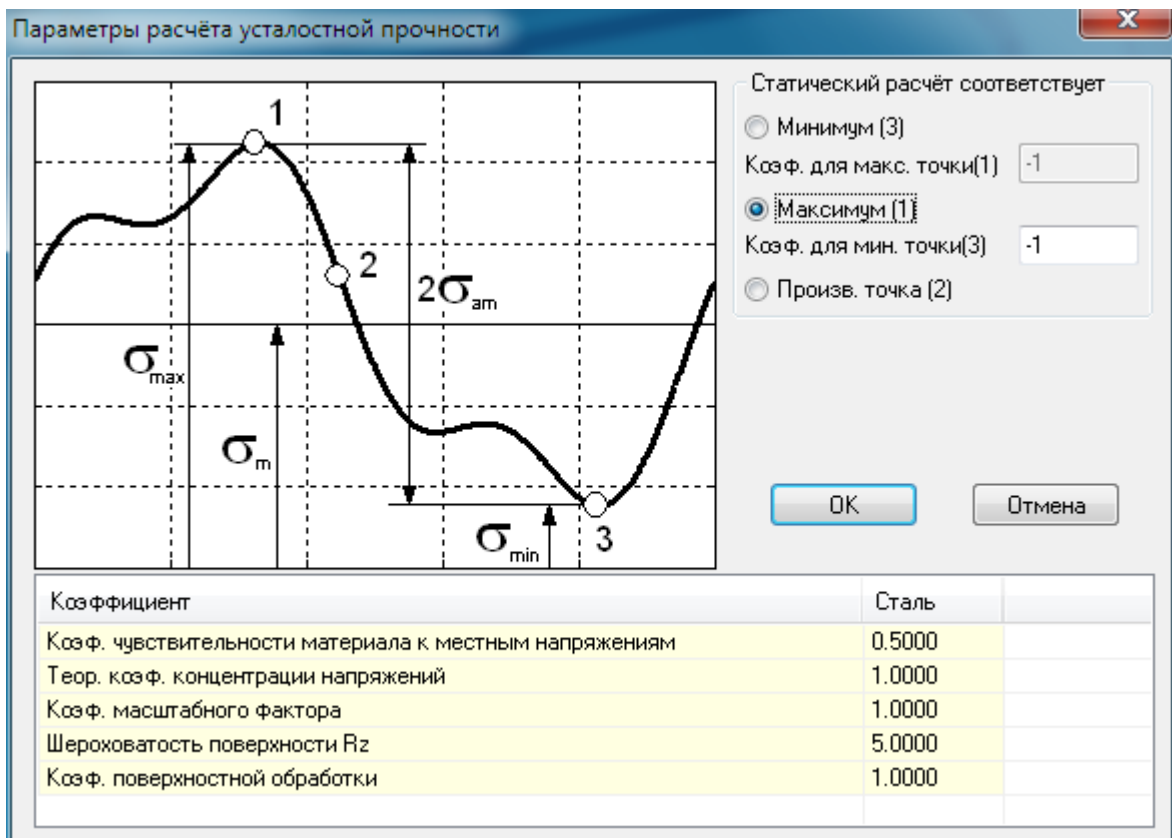 Параметры расчёта усталостной прочности
1
2
2σam
σmax
σm
σmin
3
Статический расчёт соответствует
Минимум (3)
Коэф. для макс. точки(1) -1
Максимум (1)
Коэф. для мин. точки(3) -1
Произв. точка (2)
OK Отмена
Коэффициент Сталь
Коэф. чувствительности материала к местным напряжениям 0.5000
Теор. коэф. концентрации напряжений 1.0000
Коэф. масштабного фактора 1.0000
Шероховатость поверхности Rz 5.0000
Коэф. поверхностной обработки 1.0000